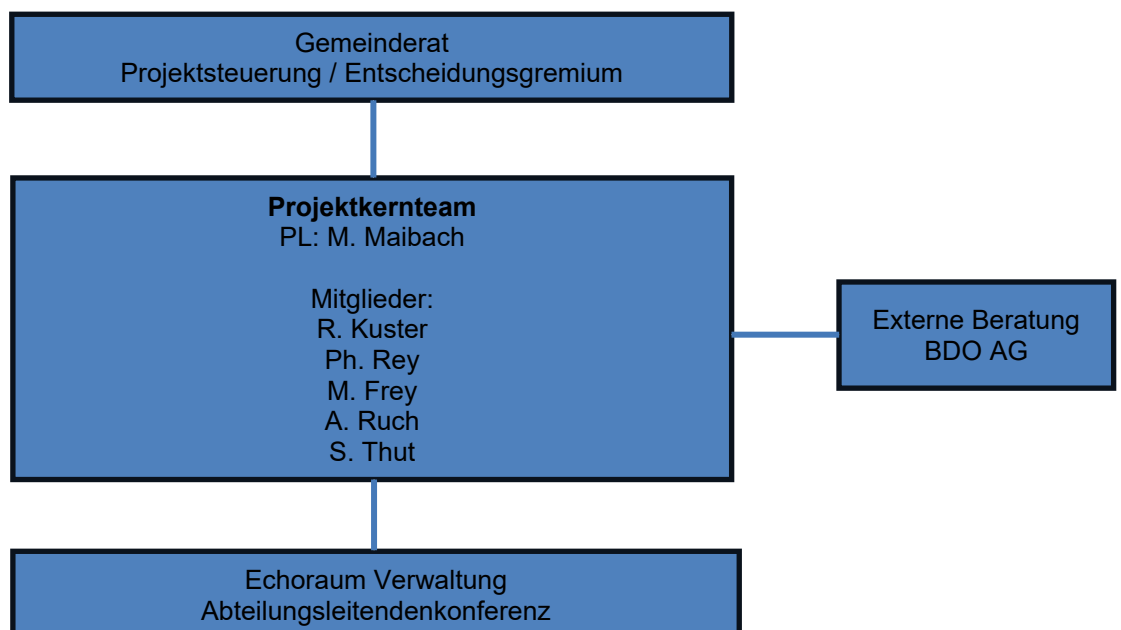 Gemeinderat
Projektsteuerung / Entscheidungsgremium
Projektkernteam
PL: M. Maibach
Mitglieder:
R. Kuster
Ph. Rey
M. Frey
A. Ruch
S. Thut
Externe Beratung
BDO AG
Echoraum Verwaltung
Abteilungsleitendenkonferenz